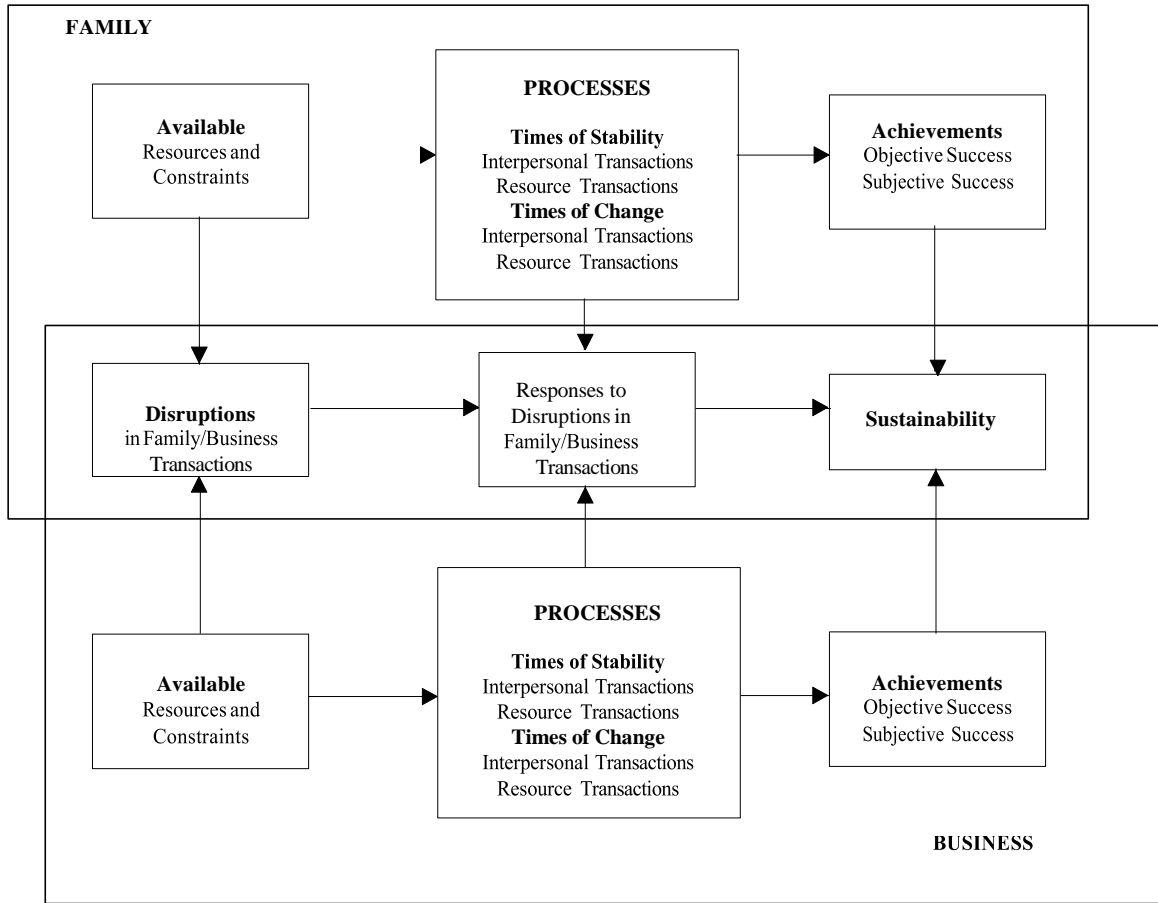 FAMILY
Available
Resources and
Constraints
PROCESSES
Times of Stability
Interpersonal Transactions
Resource Transactions
Times of Change
Interpersonal Transactions
Resource Transactions
Achievements
Objective Success
Subjective Success
Disruptions
in Family/Business
Transactions
Responses to
Disruptions in
Family/Business
Transactions
Sustainability
Available
Resources and
Constraints
PROCESSES
Times of Stability
Interpersonal Transactions
Resource Transactions
Times of Change
Interpersonal Transactions
Resource Transactions
Achievements
Objective Success
Subjective Success
BUSINESS